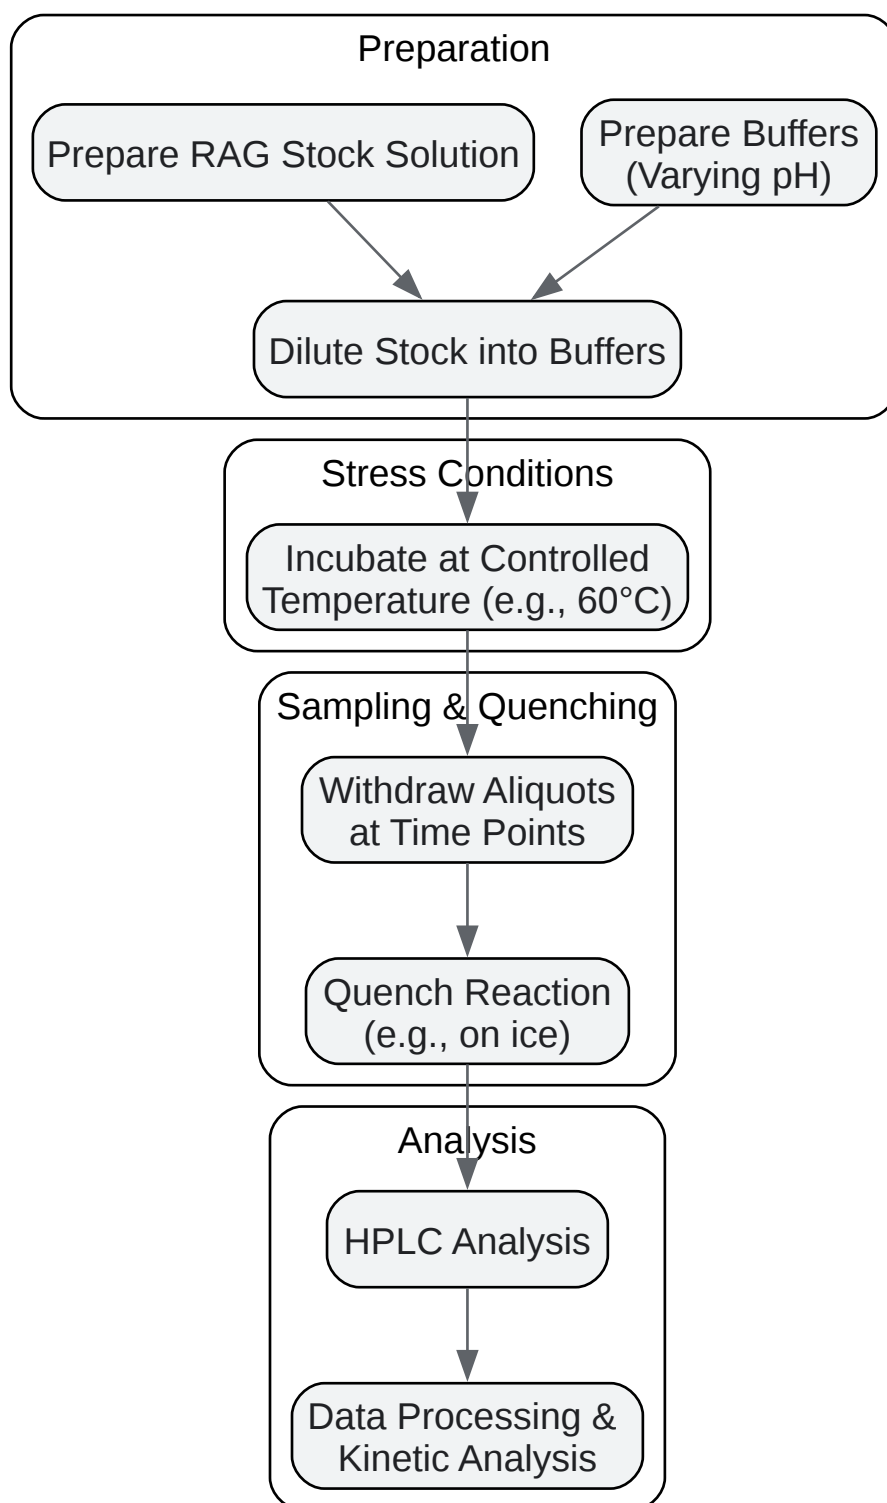 Preparation
Prepare RAG Stock Solution
Prepare Buffers
(Varying pH)
Dilute Stock into Buffers
Stress Conditions
Incubate at Controlled
Temperature (e.g., 60°C)
Sampling & Quenching
Withdraw Aliquots
at Time Points
Quench Reaction
(e.g., on ice)
Analysis
HPLC Analysis
Data Processing &
Kinetic Analysis